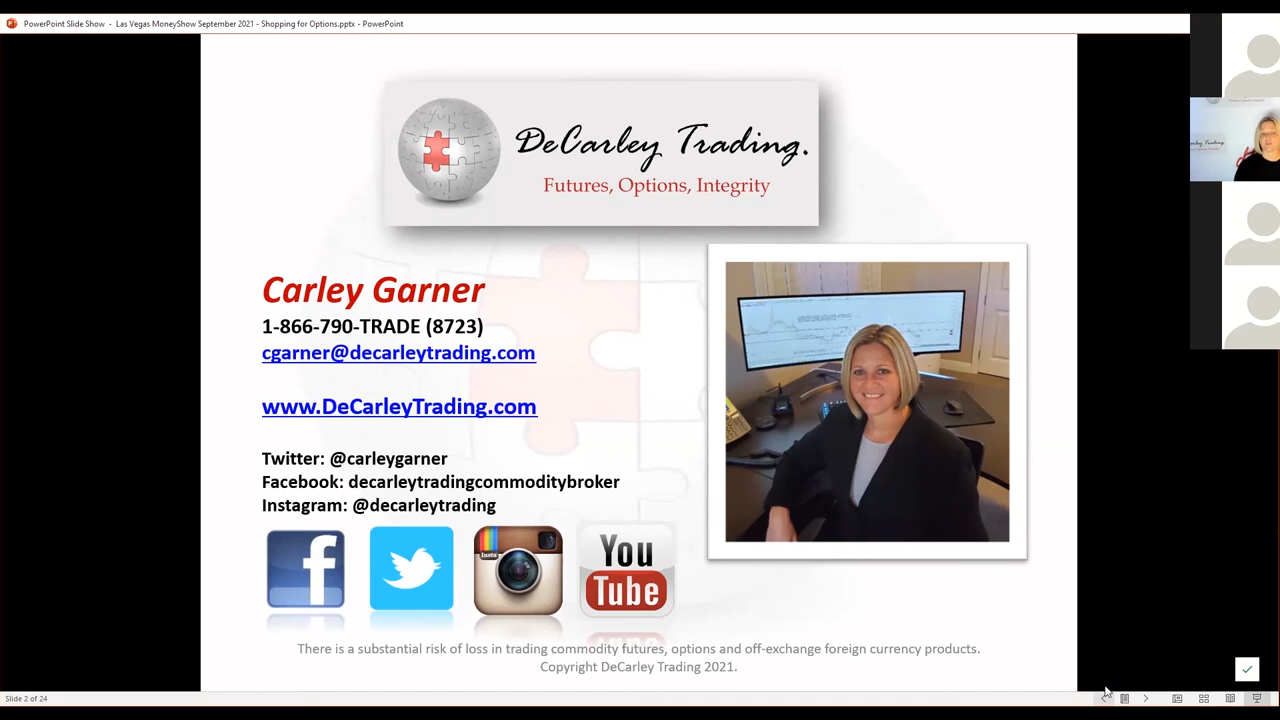 PowerPoint Slide Show - Las Vegas MoneyShow September 2021 - Shopping for Options.pptx - PowerPoint
DeCarley Trading.
Futures, Options, Integrity
Carley Garner
1-866-790-TRADE (8723)
cgarner@decarleytrading.com
www.DeCarleyTrading.com
Twitter: @carleygarner
Facebook: decarleytradingcommoditybroker
Instagram: @decarleytrading
f
Insta
You
Tube
There is a substantial risk of loss in trading commodity futures, options and off-exchange foreign currency products.
Copyright DeCarley Trading 2021.
Slide 2 of 24